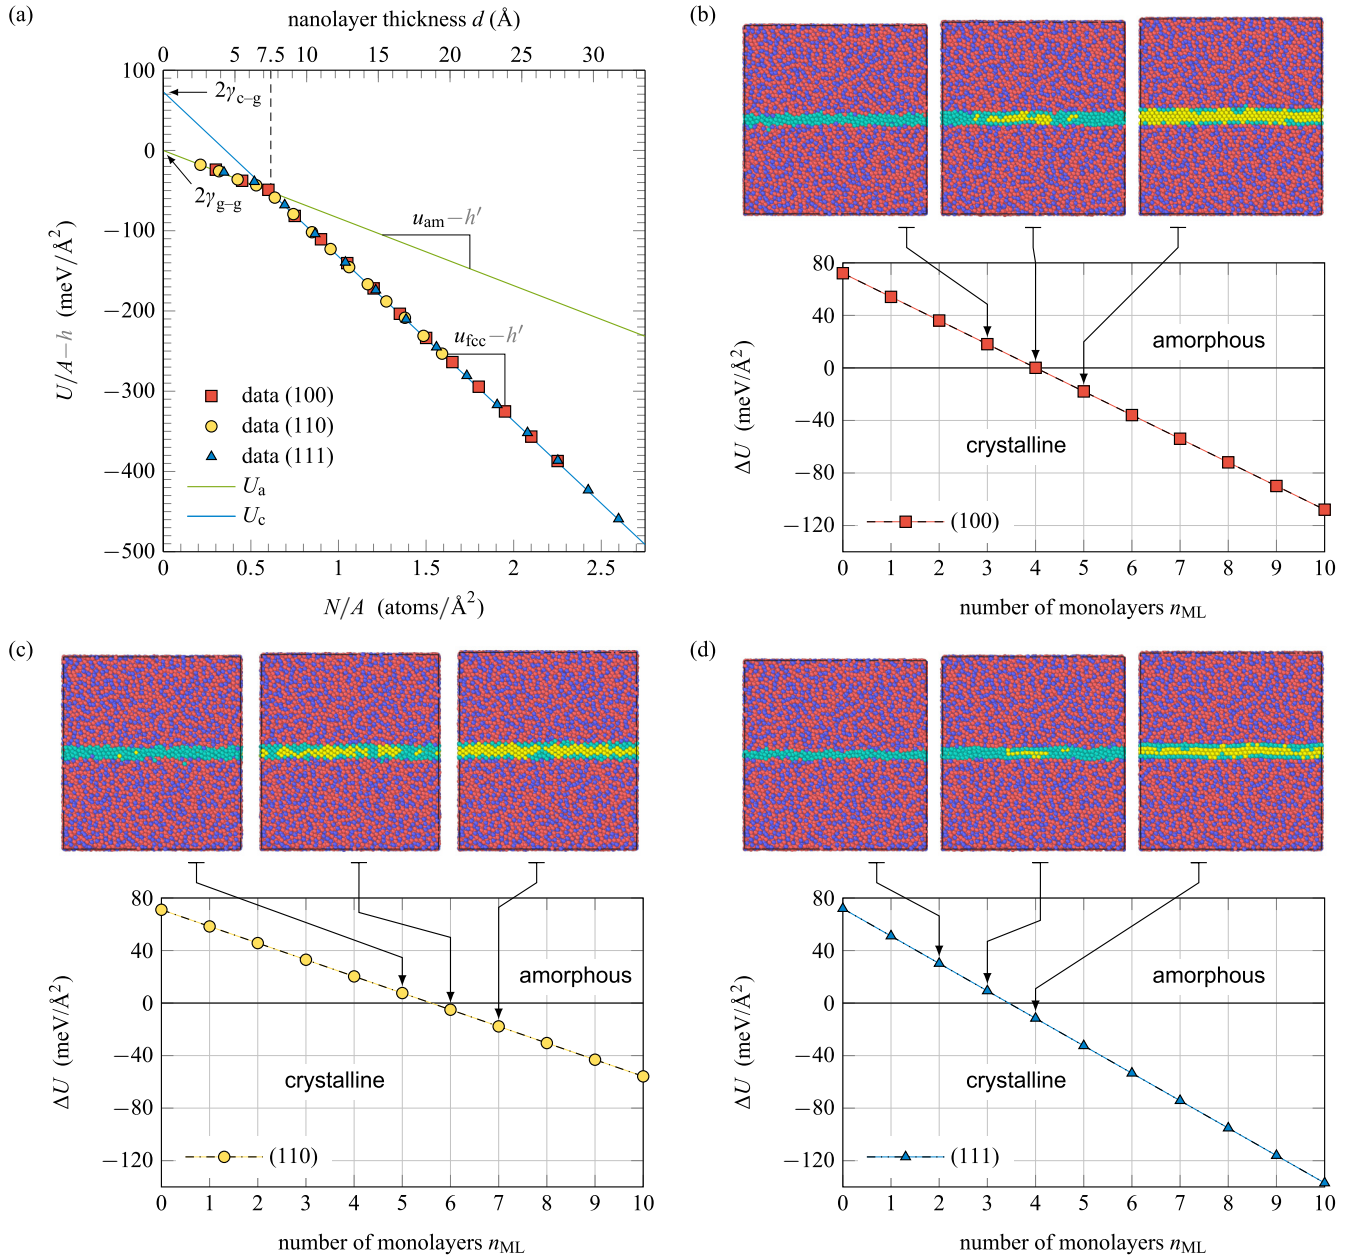 (a)
nanolayer thickness d (Å)
0 5 7.5 10 15 20 25 30
100
0
−100
−200
−300
−400
−500
U/A−h (meV/Å²)
2γc–g
2γg–g
uam−h′
ufcc−h′
data (100)
data (110)
data (111)
Ua
Uc
0 0.5 1 1.5 2 2.5
N/A (atoms/Å²)
(b)
80
40
0
−40
−80
−120
ΔU (meV/Å²)
amorphous
crystalline
(100)
0 1 2 3 4 5 6 7 8 9 10
number of monolayers nML
(c)
80
40
0
−40
−80
−120
ΔU (meV/Å²)
amorphous
crystalline
(110)
0 1 2 3 4 5 6 7 8 9 10
number of monolayers nML
(d)
80
40
0
−40
−80
−120
ΔU (meV/Å²)
amorphous
crystalline
(111)
0 1 2 3 4 5 6 7 8 9 10
number of monolayers nML